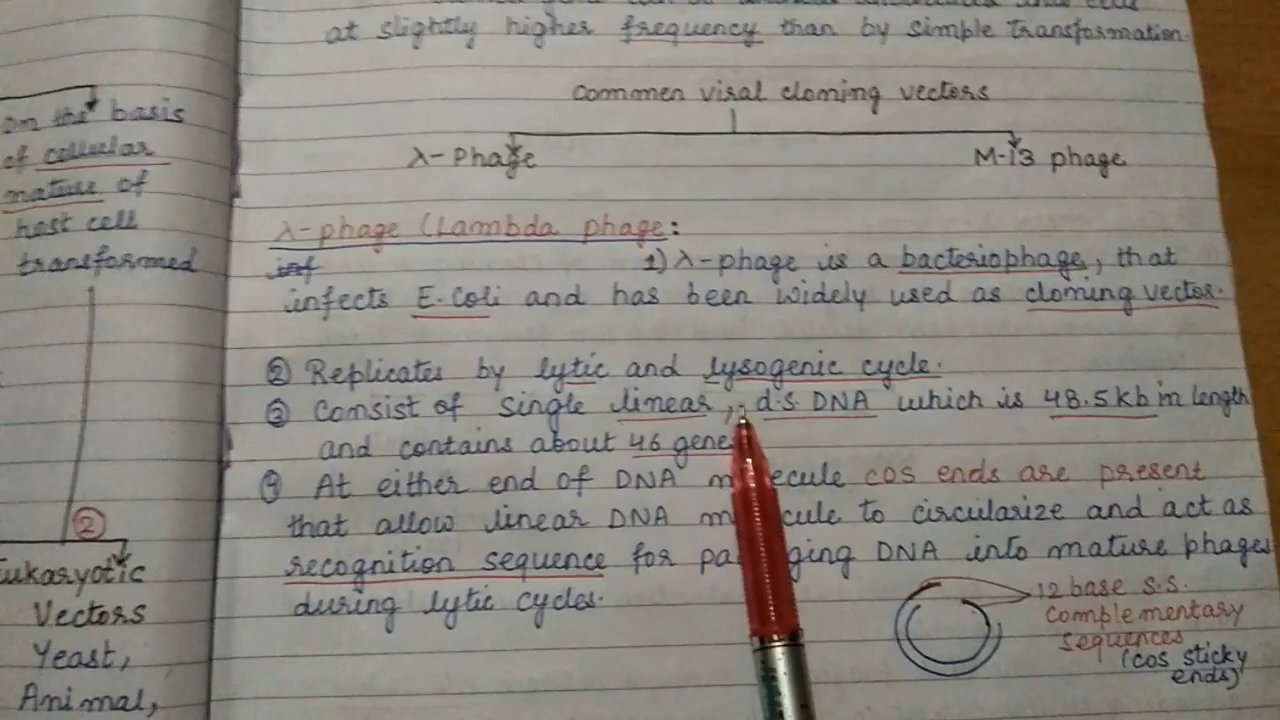 on the basis
of cellular
nature of
host cell
transformed
②
Eukaryotic
Vectors
Yeast,
Animal,
at slightly higher frequency than by simple transformation.
Common viral cloning vectors
λ-Phage
M-13 phage
λ-phage (Lambda phage:
1) λ-phage is a bacteriophage, that
infects E.Coli and has been widely used as cloning vector.
② Replicates by lytic and lysogenic cycle.
③ Consist of single linear, d.s. DNA which is 48.5kb in length
and contains about 46 gene
④ At either end of DNA m ecule cos ends are present
that allow linear DNA m cule to circularize and act as
recognition sequence for pa ging DNA into mature phages
during lytic cycles.
12 base s.s.
Complementary
sequences
(cos sticky
ends)